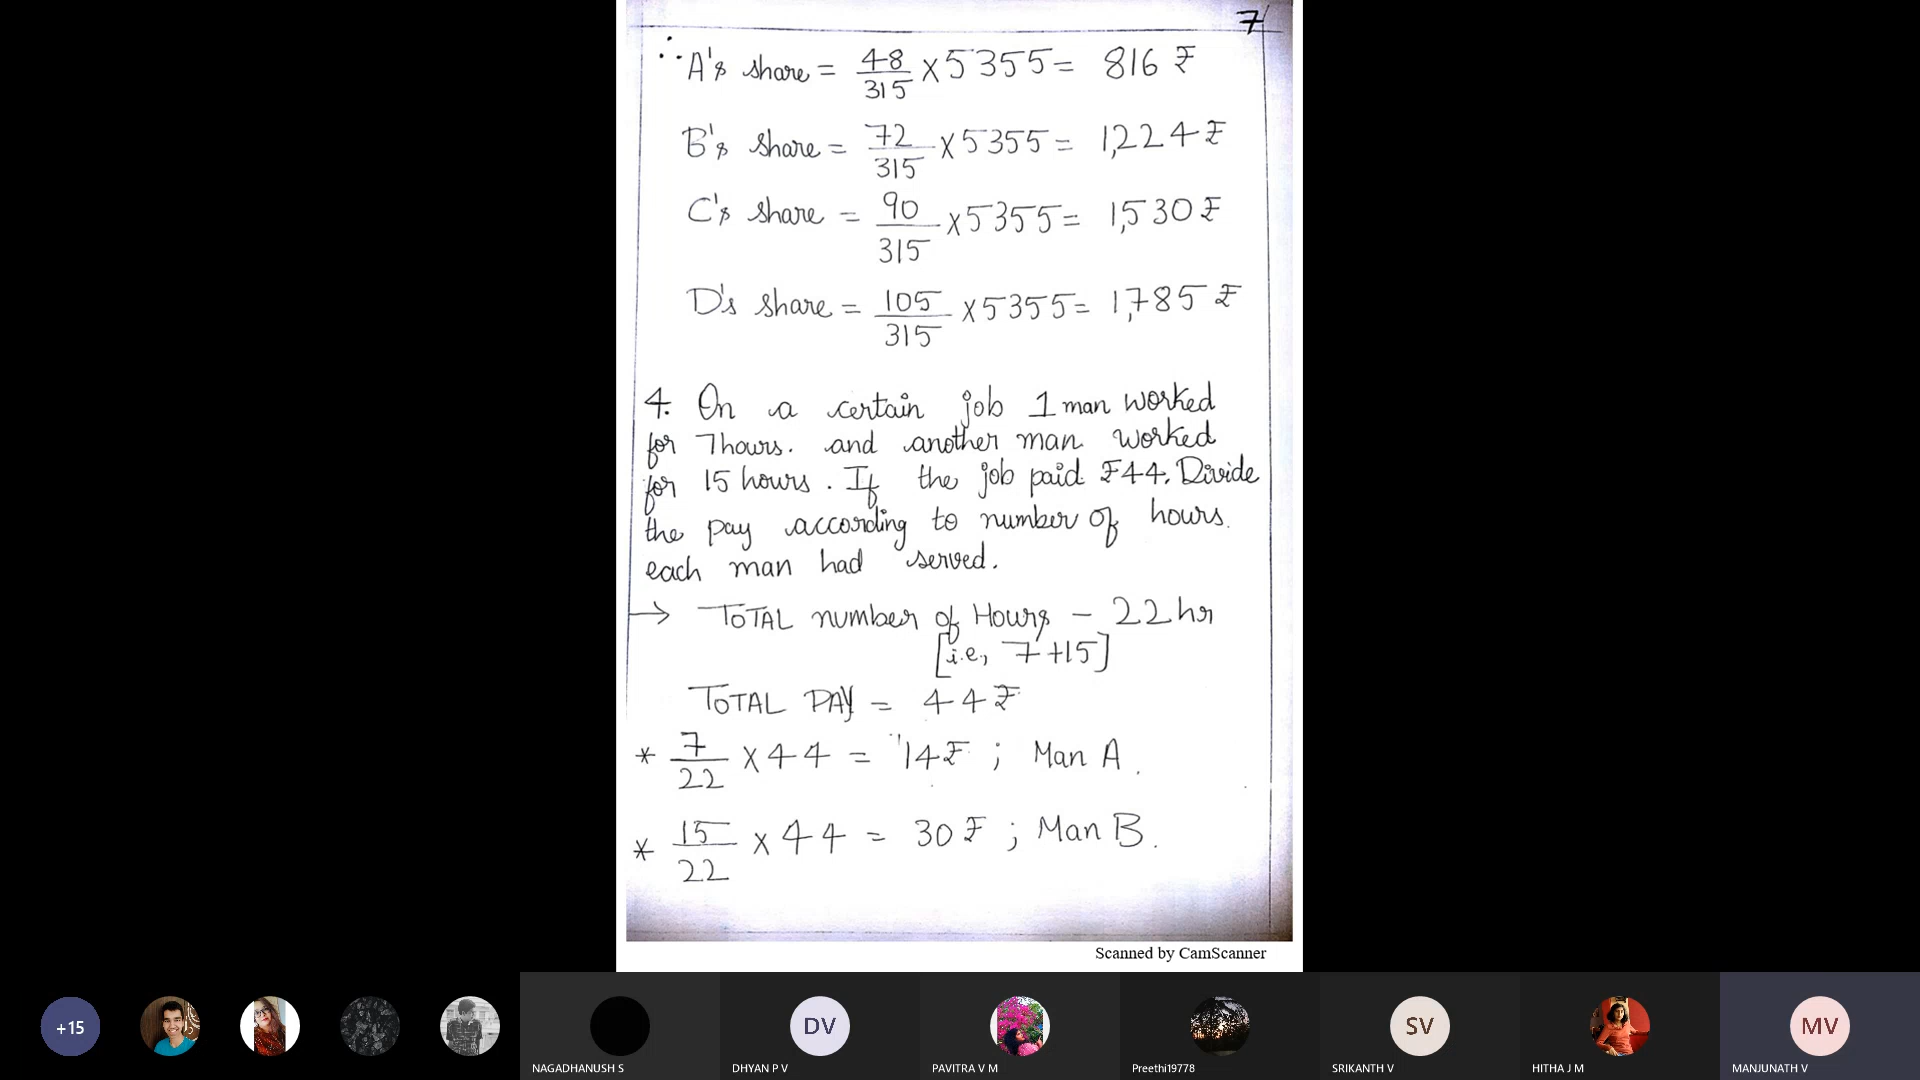 7
∴ A's share = 48/315 X 5355 = 816 ₹
B's share = 72/315 X 5355 = 1,224 ₹
C's share = 90/315 X 5355 = 1,530 ₹
D's share = 105/315 X 5355 = 1,785 ₹
4. On a certain job 1 man worked
for 7 hours. and another man worked
for 15 hours. If the job paid ₹44. Divide
the pay according to number of hours.
each man had served.
→ TOTAL number of Hours – 22 hr
[i.e., 7+15]
TOTAL PAY = 44₹
* 7/22 X 44 = 14₹ ; Man A.
* 15/22 X 44 = 30₹ ; Man B.
Scanned by CamScanner
+15
DV
SV
MV
NAGADHANUSH S
DHYAN P V
PAVITRA V M
Preethi19778
SRIKANTH V
HITHA J M
MANJUNATH V